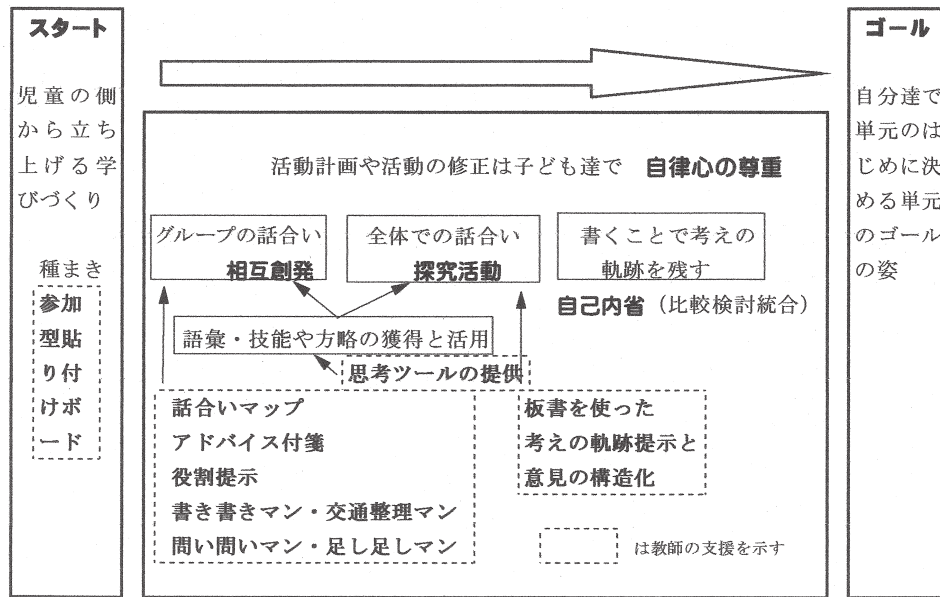 スタート
児童の側
から立ち
上げる学
びづくり
種まき
参加
型貼
り付
けボ
ード
活動計画や活動の修正は子ども達で 自律心の尊重
グループの話合い
相互創発
全体での話合い
探究活動
書くことで考えの
軌跡を残す
自己内省（比較検討統合）
語彙・技能や方略の獲得と活用
思考ツールの提供
話合いマップ
アドバイス付箋
役割提示
書き書きマン・交通整理マン
問い問いマン・足し足しマン
板書を使った
考えの軌跡提示と
意見の構造化
は教師の支援を示す
ゴール
自分達で
単元のは
じめに決
める単元
のゴール
の姿